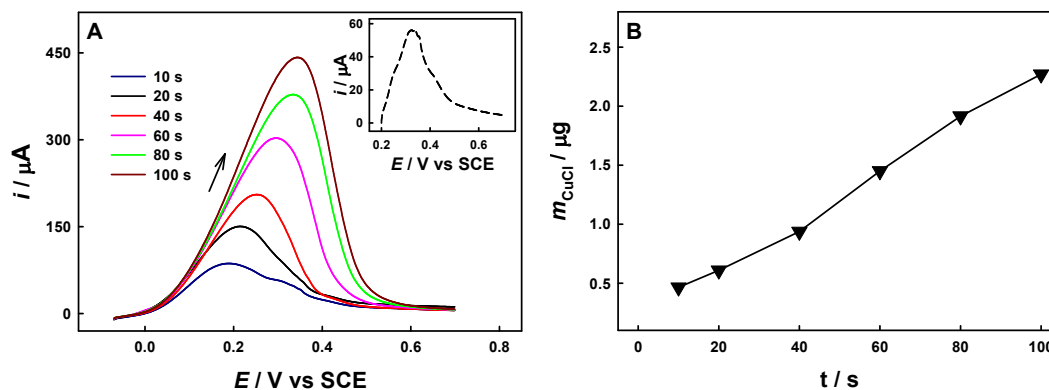 A
450
300
150
0
i / μA
10 s
20 s
40 s
60 s
80 s
100 s
0.0 0.2 0.4 0.6 0.8
E / V vs SCE
60
40
20
0
i / μA
0.2 0.4 0.6
E / V vs SCE
B
2.5
2.0
1.5
1.0
0.5
mCuCl / μg
0 20 40 60 80 100
t / s